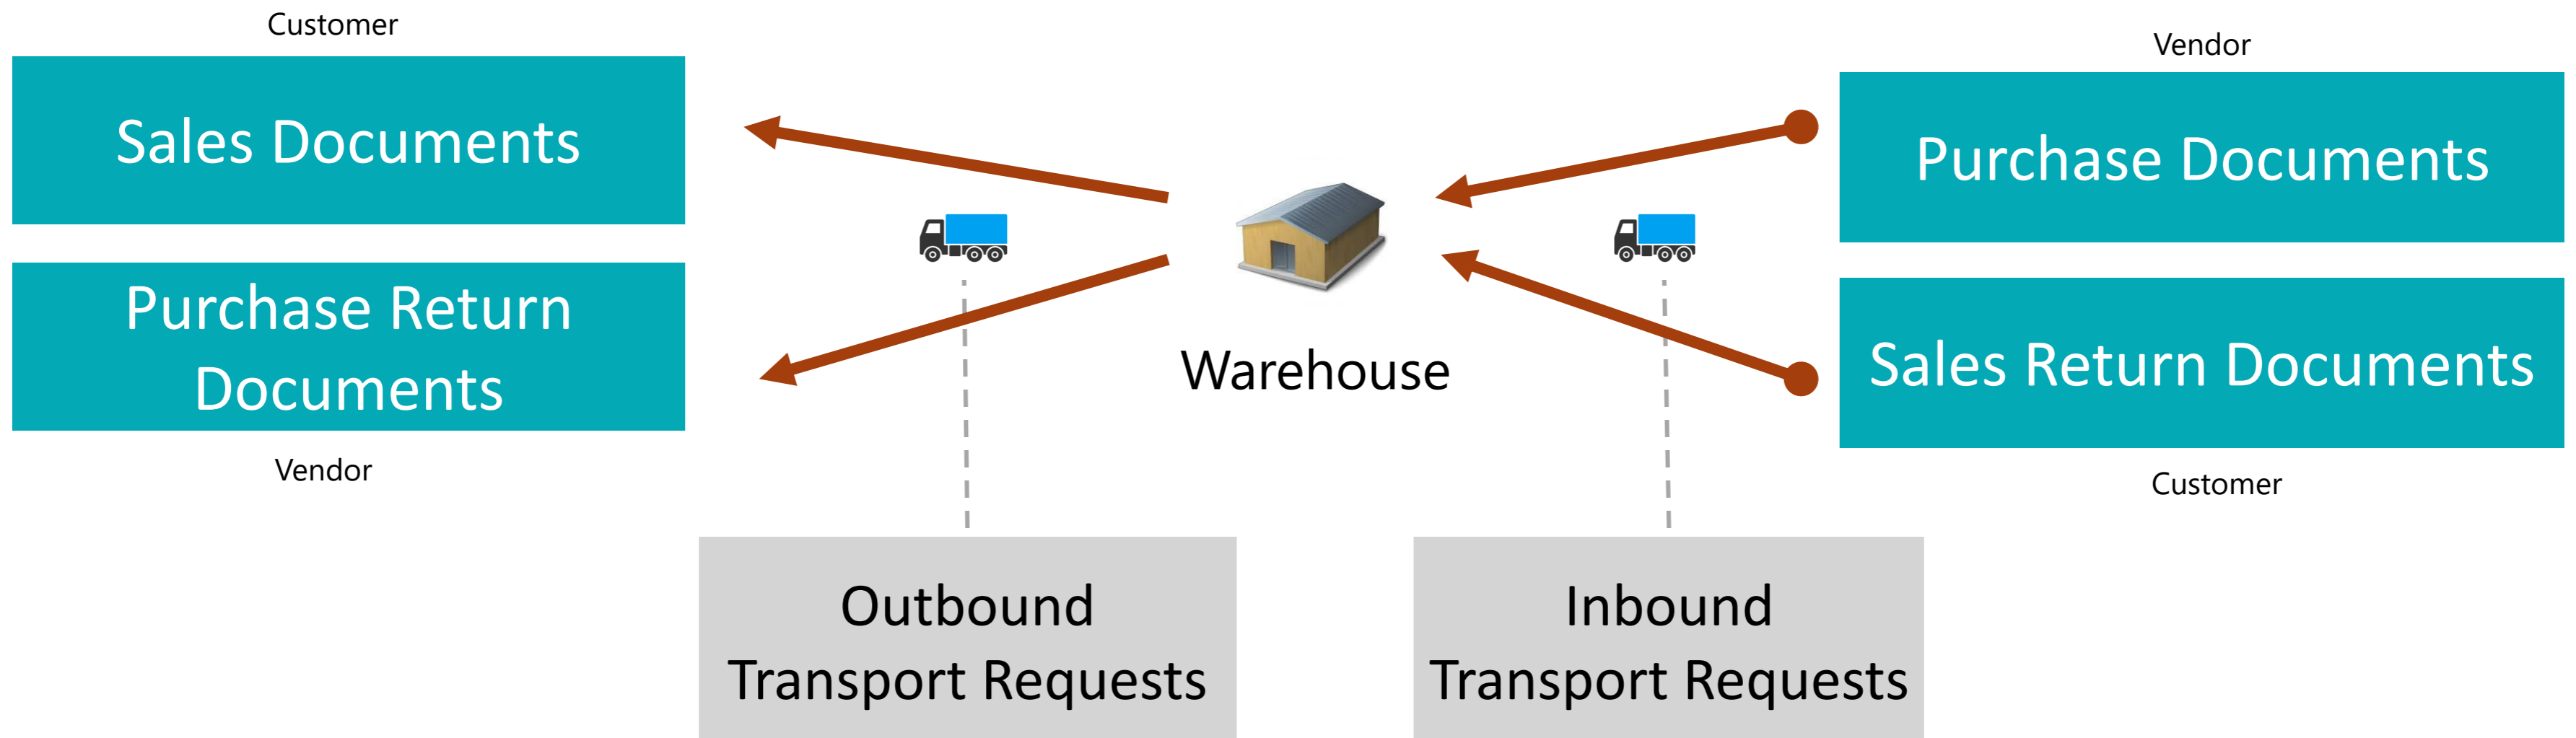 Customer
Sales Documents
Purchase Return
Documents
Vendor
Warehouse
Vendor
Purchase Documents
Sales Return Documents
Customer
Outbound
Transport Requests
Inbound
Transport Requests